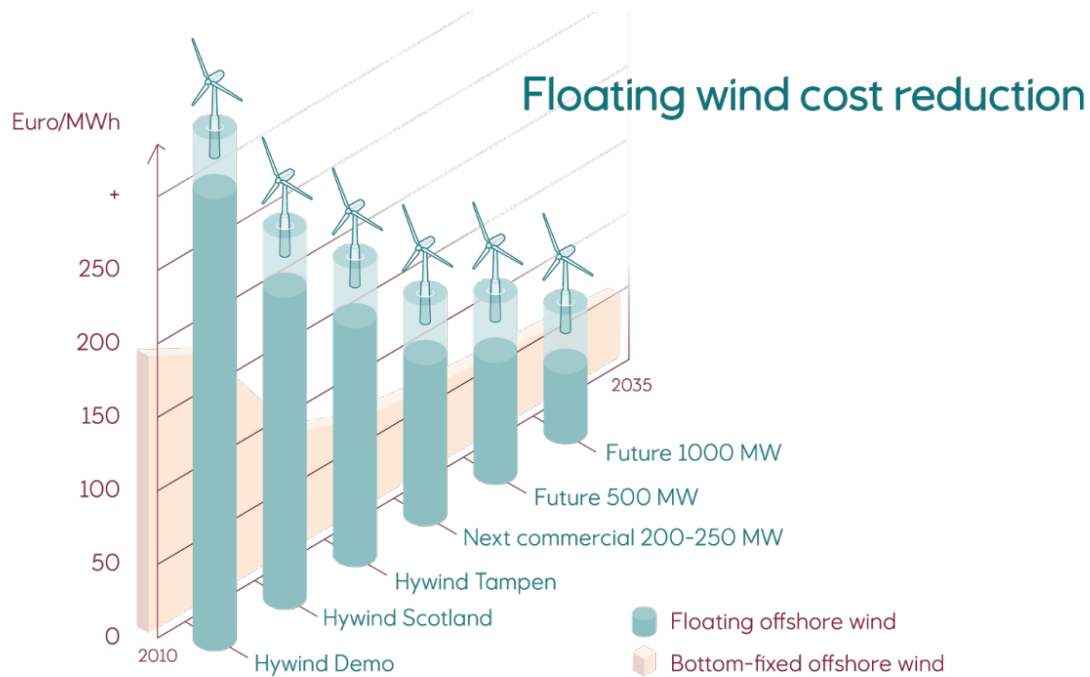 Floating wind cost reduction
Euro/MWh
+
250
200
150
100
50
0
2010
2035
Future 1000 MW
Future 500 MW
Next commercial 200-250 MW
Hywind Tampen
Hywind Scotland
Hywind Demo
Floating offshore wind
Bottom-fixed offshore wind